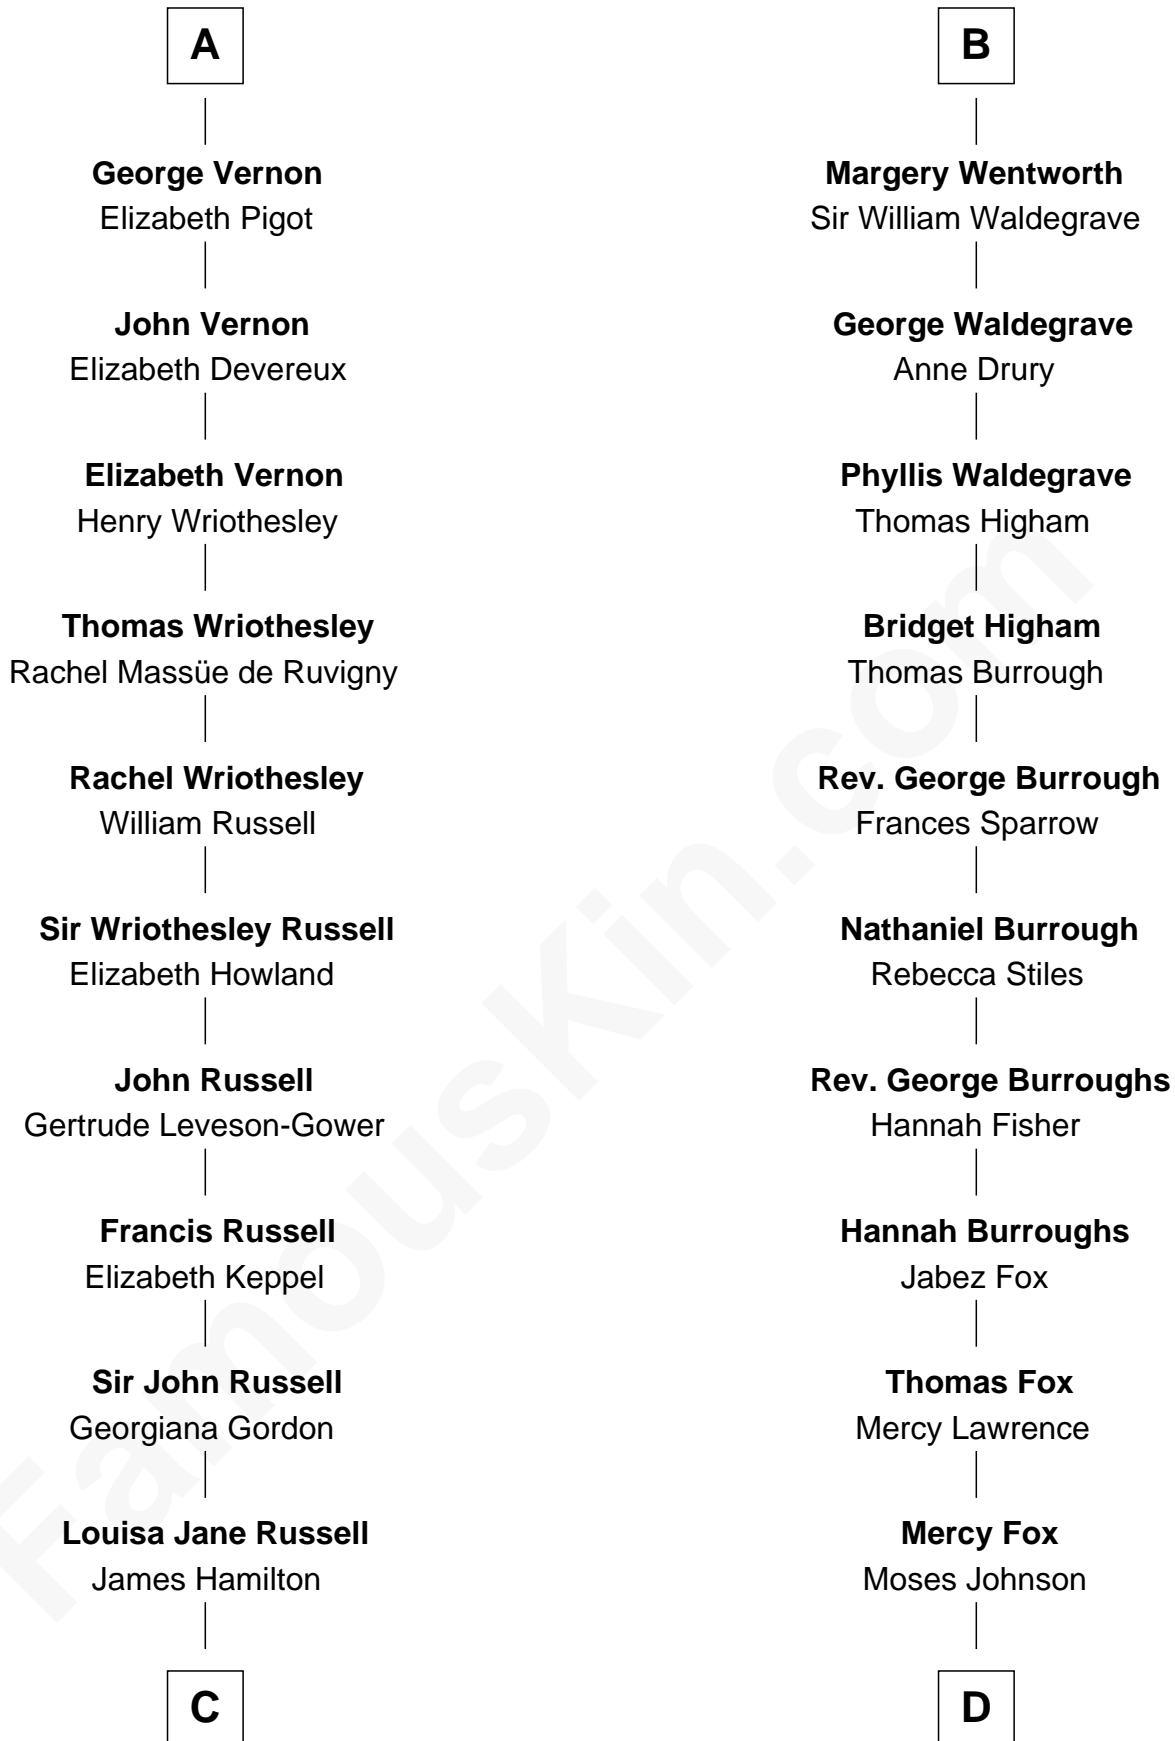 A
George Vernon
Elizabeth Pigot
John Vernon
Elizabeth Devereux
Elizabeth Vernon
Henry Wriothesley
Thomas Wriothesley
Rachel Massüe de Ruvigny
Rachel Wriothesley
William Russell
Sir Wriothesley Russell
Elizabeth Howland
John Russell
Gertrude Leveson-Gower
Francis Russell
Elizabeth Keppel
Sir John Russell
Georgiana Gordon
Louisa Jane Russell
James Hamilton
C
B
Margery Wentworth
Sir William Waldegrave
George Waldegrave
Anne Drury
Phyllis Waldegrave
Thomas Higham
Bridget Higham
Thomas Burrough
Rev. George Burrough
Frances Sparrow
Nathaniel Burrough
Rebecca Stiles
Rev. George Burroughs
Hannah Fisher
Hannah Burroughs
Jabez Fox
Thomas Fox
Mercy Lawrence
Mercy Fox
Moses Johnson
D
FamousKin.com